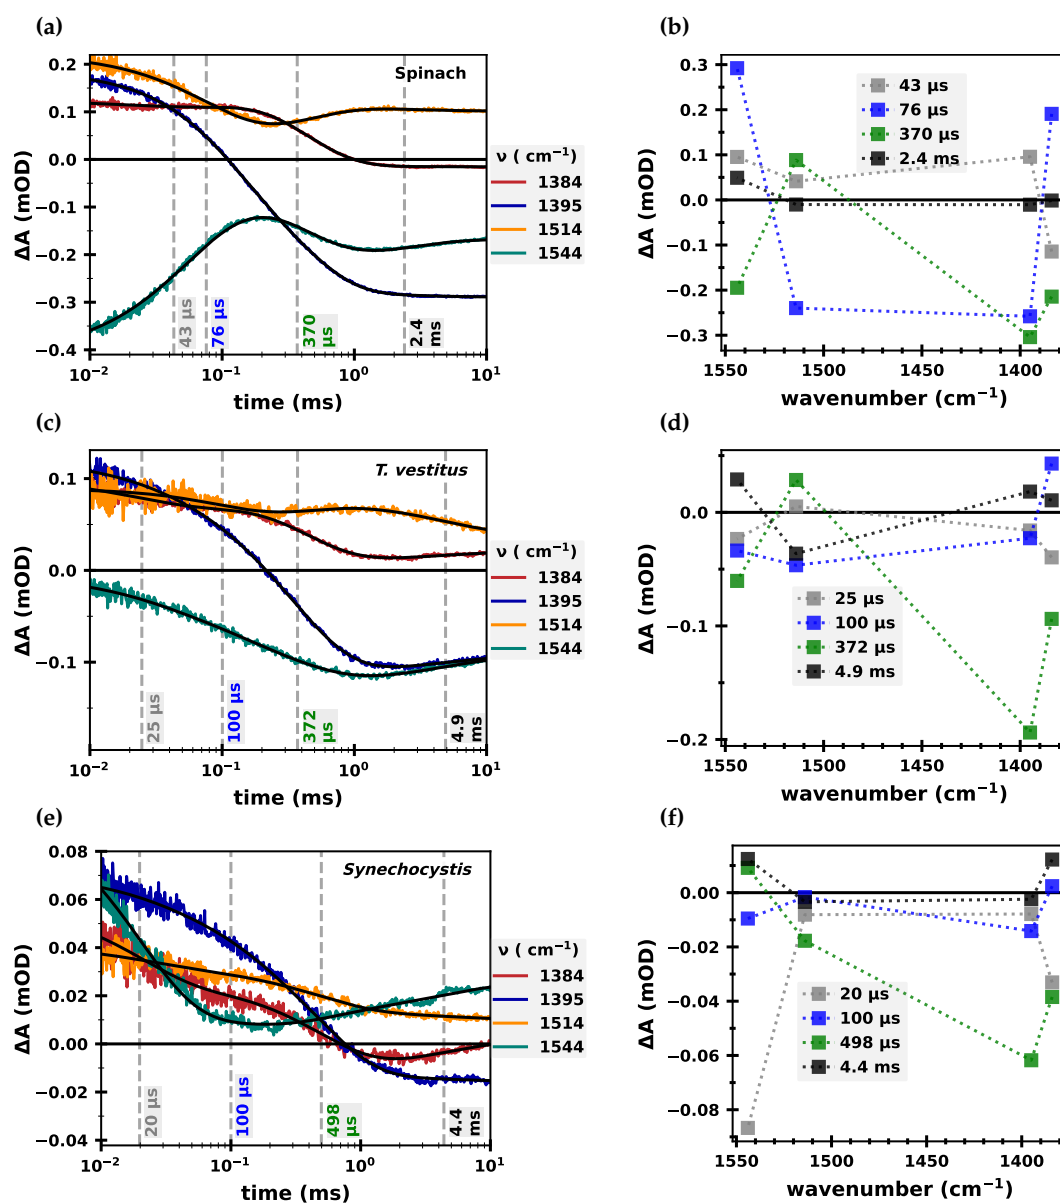 (a)
Spinach
0.2
0.1
0.0
−0.1
−0.2
−0.3
−0.4
ΔA (mOD)
43 μs
76 μs
370 μs
2.4 ms
10⁻²
10⁻¹
10⁰
10¹
time (ms)
ν ( cm⁻¹)
1384
1395
1514
1544
(b)
0.3
0.2
0.1
0.0
−0.1
−0.2
−0.3
ΔA (mOD)
43 μs
76 μs
370 μs
2.4 ms
1550
1500
1450
1400
wavenumber (cm⁻¹)
(c)
T. vestitus
0.1
0.0
−0.1
ΔA (mOD)
25 μs
100 μs
372 μs
4.9 ms
10⁻²
10⁻¹
10⁰
10¹
time (ms)
ν ( cm⁻¹)
1384
1395
1514
1544
(d)
0.0
−0.1
−0.2
ΔA (mOD)
25 μs
100 μs
372 μs
4.9 ms
1550
1500
1450
1400
wavenumber (cm⁻¹)
(e)
Synechocystis
0.08
0.06
0.04
0.02
0.00
−0.02
−0.04
ΔA (mOD)
20 μs
100 μs
498 μs
4.4 ms
10⁻²
10⁻¹
10⁰
10¹
time (ms)
ν ( cm⁻¹)
1384
1395
1514
1544
(f)
0.00
−0.02
−0.04
−0.06
−0.08
ΔA (mOD)
20 μs
100 μs
498 μs
4.4 ms
1550
1500
1450
1400
wavenumber (cm⁻¹)